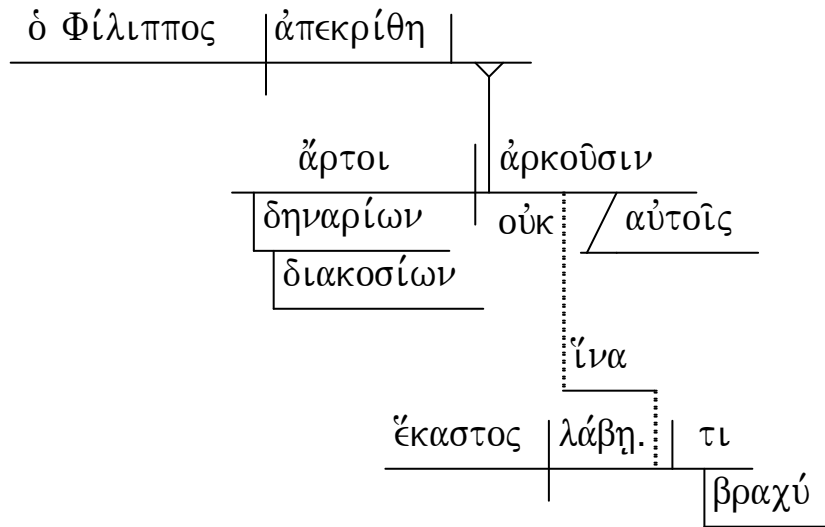 ὁ Φίλιππος ἀπεκρίθη
ἄρτοι ἀρκοῦσιν
δηναρίων οὐκ αὐτοῖς
διακοσίων
ἵνα
ἕκαστος λάβῃ. τι
βραχύ